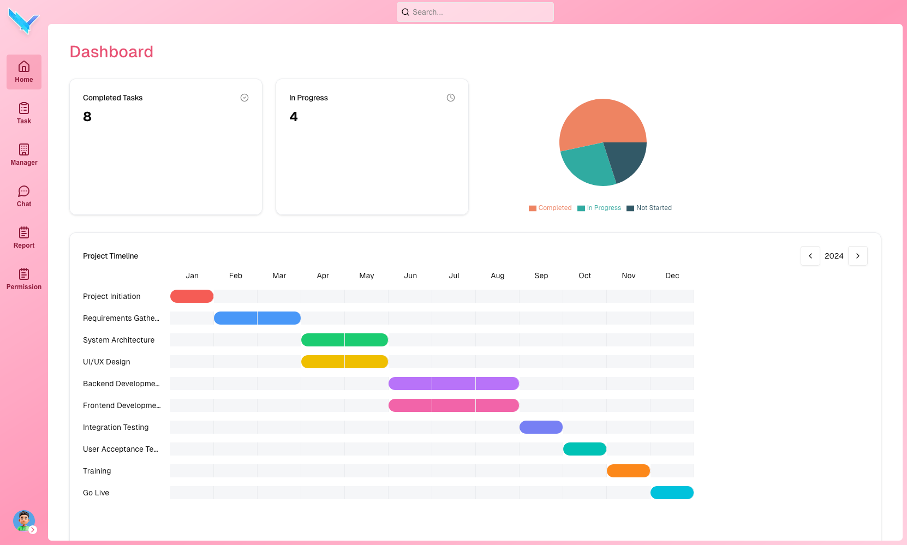 Search...
Home
Task
Manager
Chat
Report
Permission
Dashboard
Completed Tasks
8
In Progress
4
Completed In Progress Not Started
Project Timeline
2024
Jan Feb Mar Apr May Jun Jul Aug Sep Oct Nov Dec
Project Initiation
Requirements Gathe...
System Architecture
UI/UX Design
Backend Developme...
Frontend Developme...
Integration Testing
User Acceptance Te...
Training
Go Live